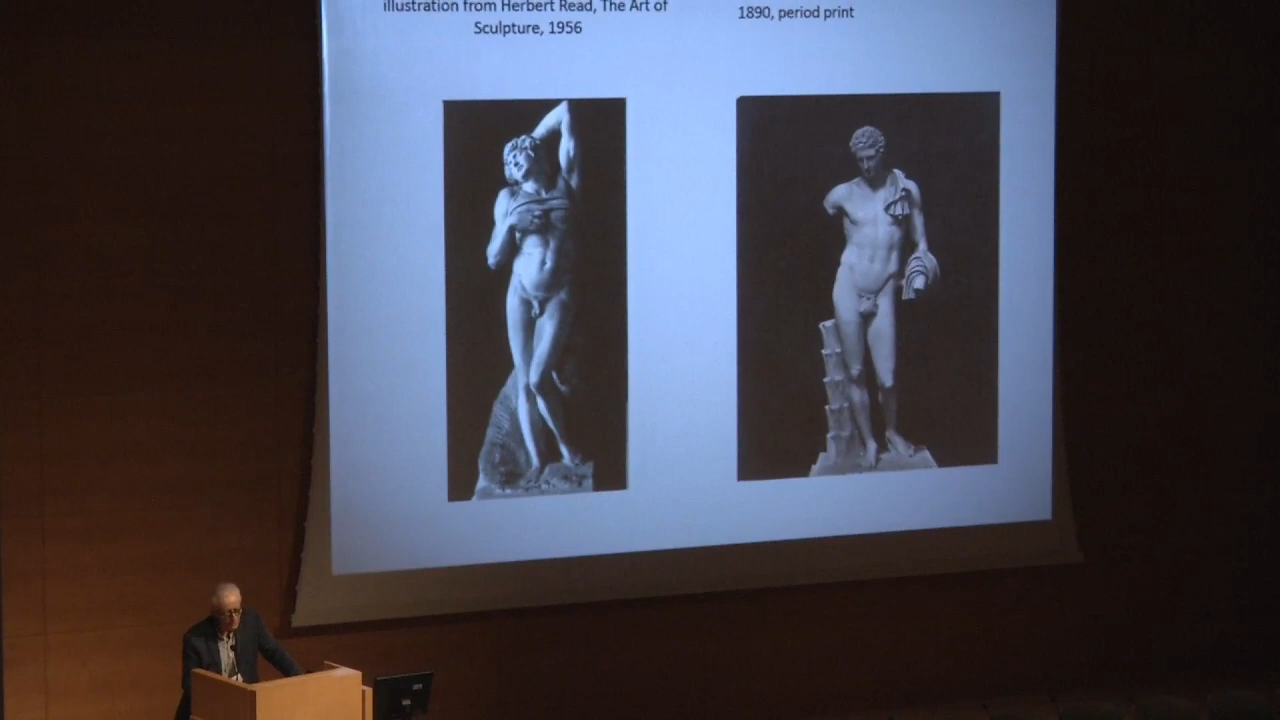 illustration from Herbert Read, The Art of
Sculpture, 1956
1890, period print